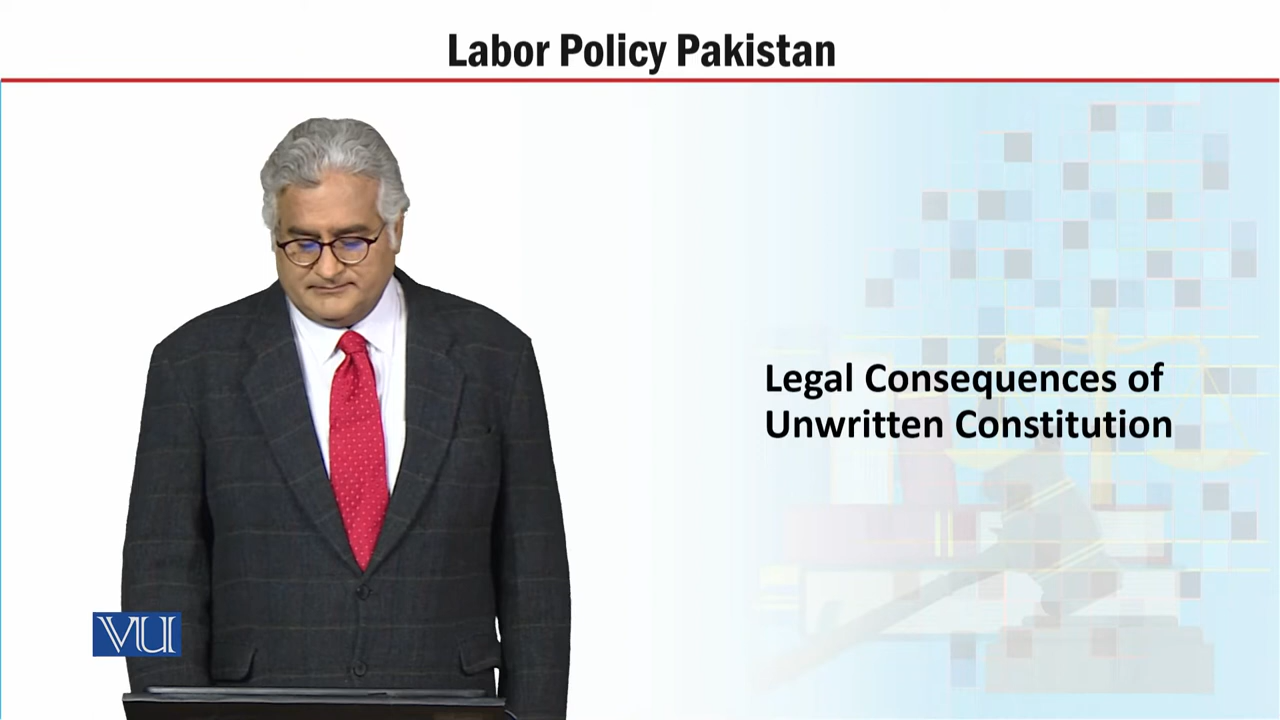 Labor Policy Pakistan
Legal Consequences of
Unwritten Constitution
VU